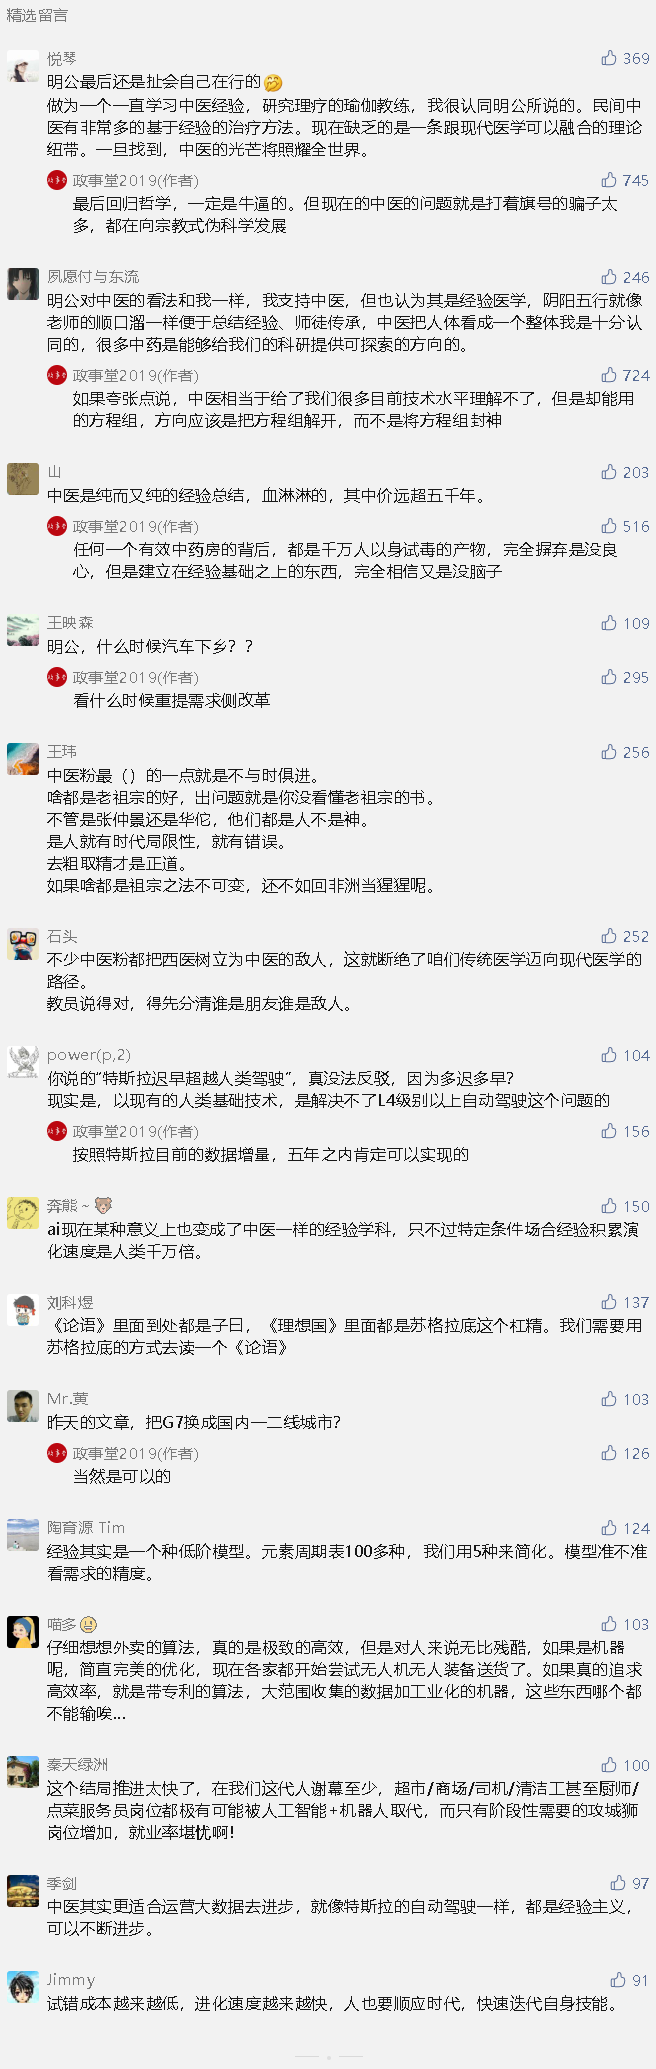 精选留言
悦琴
369
明公最后还是扯会自己在行的🤭
做为一个一直学习中医经验，研究理疗的瑜伽教练，我很认同明公所说的。民间中
医有非常多的基于经验的治疗方法。现在缺乏的是一条跟现代医学可以融合的理论
纽带。一旦找到，中医的光芒将照耀全世界。
政事堂2019(作者)
745
最后回归哲学，一定是牛逼的。但现在的中医的问题就是打着旗号的骗子太
多，都在向宗教式伪科学发展
夙愿付与东流
246
明公对中医的看法和我一样，我支持中医，但也认为其是经验医学，阴阳五行就像
老师的顺口溜一样便于总结经验、师徒传承，中医把人体看成一个整体我是十分认
同的，很多中药是能够给我们的科研提供可探索的方向的。
政事堂2019(作者)
724
如果夸张点说，中医相当于给了我们很多目前技术水平理解不了，但是却能用
的方程组，方向应该是把方程组解开，而不是将方程组封神
山
203
中医是纯而又纯的经验总结，血淋淋的，其中价远超五千年。
政事堂2019(作者)
516
任何一个有效中药房的背后，都是千万人以身试毒的产物，完全摒弃是没良
心，但是建立在经验基础之上的东西，完全相信又是没脑子
王映森
109
明公，什么时候汽车下乡？？
政事堂2019(作者)
295
看什么时候重提需求侧改革
王玮
256
中医粉最（）的一点就是不与时俱进。
啥都是老祖宗的好，出问题就是你没看懂老祖宗的书。
不管是张仲景还是华佗，他们都是人不是神。
是人就有时代局限性，就有错误。
去粗取精才是正道。
如果啥都是祖宗之法不可变，还不如回非洲当猩猩呢。
石头
252
不少中医粉都把西医树立为中医的敌人，这就断绝了咱们传统医学迈向现代医学的
路径。
教员说得对，得先分清谁是朋友谁是敌人。
power(p,2)
104
你说的“特斯拉迟早超越人类驾驶”，真没法反驳，因为多迟多早？
现实是，以现有的人类基础技术，是解决不了L4级别以上自动驾驶这个问题的
政事堂2019(作者)
156
按照特斯拉目前的数据增量，五年之内肯定可以实现的
奔熊～🐻
150
ai现在某种意义上也变成了中医一样的经验学科，只不过特定条件场合经验积累演
化速度是人类千万倍。
刘科煜
137
《论语》里面到处都是子曰，《理想国》里面都是苏格拉底这个杠精。我们需要用
苏格拉底的方式去读一个《论语》
Mr.黄
103
昨天的文章，把G7换成国内一二线城市？
政事堂2019(作者)
126
当然是可以的
陶育源 Tim
124
经验其实是一个种低阶模型。元素周期表100多种，我们用5种来简化。模型准不准
看需求的精度。
喵多
103
仔细想想外卖的算法，真的是极致的高效，但是对人来说无比残酷，如果是机器
呢，简直完美的优化，现在各家都开始尝试无人机无人装备送货了。如果真的追求
高效率，就是带专利的算法，大范围收集的数据加工业化的机器，这些东西哪个都
不能输唉...
秦天绿洲
100
这个结局推进太快了，在我们这代人谢幕至少，超市/商场/司机/清洁工甚至厨师/
点菜服务员岗位都极有可能被人工智能+机器人取代，而只有阶段性需要的攻城狮
岗位增加，就业率堪忧啊！
季剑
97
中医其实更适合运营大数据去进步，就像特斯拉的自动驾驶一样，都是经验主义，
可以不断进步。
Jimmy
91
试错成本越来越低，进化速度越来越快，人也要顺应时代，快速迭代自身技能。